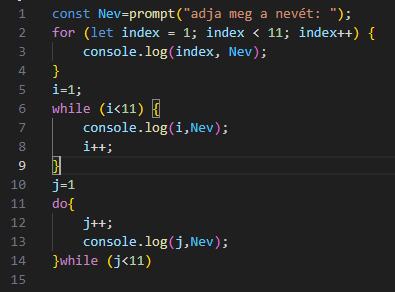 1 const Nev=prompt("adja meg a nevét: ");
2 for (let index = 1; index < 11; index++) {
3     console.log(index, Nev);
4 }
5 i=1;
6 while (i<11) {
7     console.log(i,Nev);
8     i++;
9 }
10 j=1
11 do{
12     j++;
13     console.log(j,Nev);
14 }while (j<11)
15